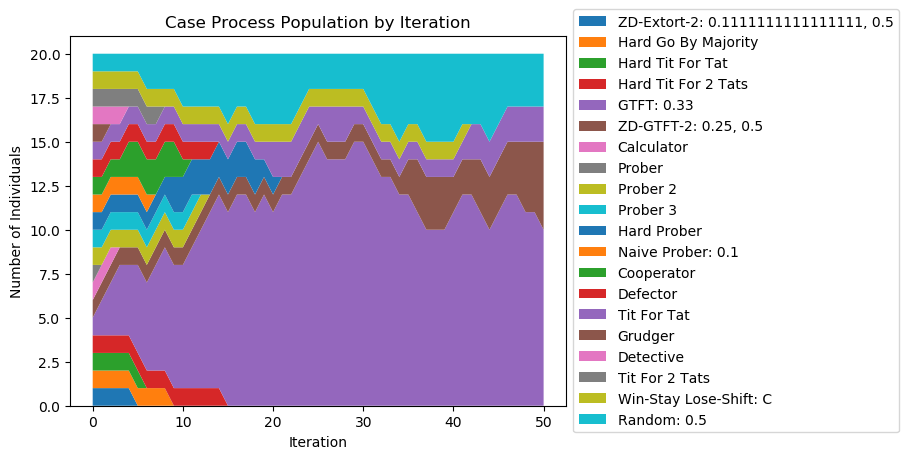 Case Process Population by Iteration
Number of Individuals
20.0
17.5
15.0
12.5
10.0
7.5
5.0
2.5
0.0
0
10
20
30
40
50
Iteration
ZD-Extort-2: 0.1111111111111111, 0.5
Hard Go By Majority
Hard Tit For Tat
Hard Tit For 2 Tats
GTFT: 0.33
ZD-GTFT-2: 0.25, 0.5
Calculator
Prober
Prober 2
Prober 3
Hard Prober
Naive Prober: 0.1
Cooperator
Defector
Tit For Tat
Grudger
Detective
Tit For 2 Tats
Win-Stay Lose-Shift: C
Random: 0.5